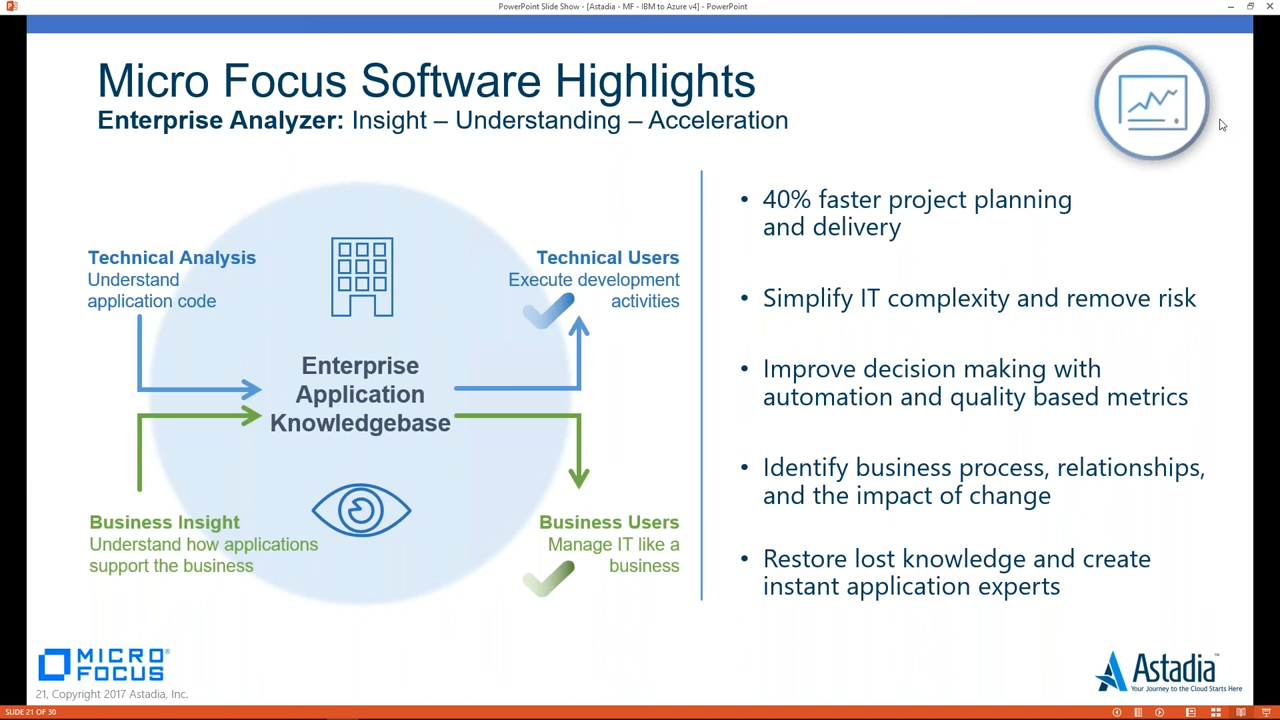 PowerPoint Slide Show - [Astadia - MF - IBM to Azure v4] - PowerPoint
Micro Focus Software Highlights
Enterprise Analyzer: Insight – Understanding – Acceleration
Technical Analysis
Understand
application code
Technical Users
Execute development
activities
Enterprise
Application
Knowledgebase
Business Insight
Understand how applications
support the business
Business Users
Manage IT like a
business
• 40% faster project planning
and delivery
• Simplify IT complexity and remove risk
• Improve decision making with
automation and quality based metrics
• Identify business process, relationships,
and the impact of change
• Restore lost knowledge and create
instant application experts
MICRO
FOCUS®
21, Copyright 2017 Astadia, Inc.
Astadia™
Your Journey to the Cloud Starts Here
SLIDE 21 OF 30